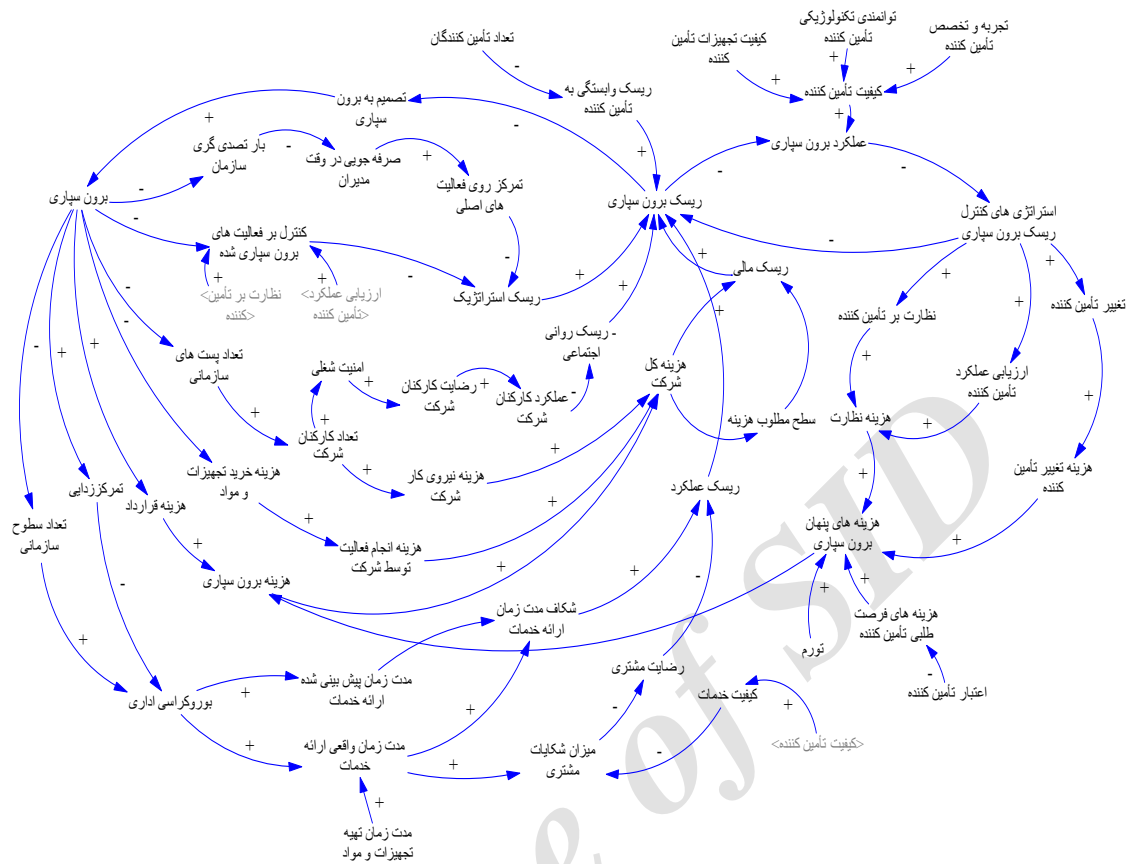 تعداد تأمین کنندگان
کیفیت تجهیزات تأمین
کننده
توانمندی تکنولوژیکی
تأمین کننده
تجربه و تخصص
تأمین کننده
+
+
+
-
تصمیم به برون
سپاری
ریسک وابستگی به
تأمین کننده
کیفیت تأمین کننده
+
-
+
بار تصدی گری
سازمان
-
صرفه جویی در وقت
مدیران
+
تمرکز روی فعالیت
های اصلی
+
عملکرد برون سپاری
-
-
برون سپاری
-
ریسک برون سپاری
استراتژی های کنترل
ریسک برون سپاری
-
-
کنترل بر فعالیت های
برون سپاری شده
-
-
+
+
ریسک مالی
+
+
+
<نظارت بر تأمین
کننده>
<ارزیابی عملکرد
تأمین کننده>
ریسک استراتژیک
+
+
+
+
تغییر تأمین کننده
نظارت بر تأمین کننده
-
-
-
+
+
تعداد پست های
سازمانی
امنیت شغلی
ریسک روانی -
اجتماعی
+
+
+
رضایت کارکنان
شرکت
+
عملکرد کارکنان
شرکت
-
هزینه کل
شرکت
+
ارزیابی عملکرد
تأمین کننده
+
+
تعداد کارکنان
شرکت
سطح مطلوب هزینه
هزینه نظارت
+
+
هزینه خرید تجهیزات
و مواد
+
هزینه نیروی کار
شرکت
+
ریسک عملکرد
هزینه تغییر تأمین
کننده
تمرکززدایی
هزینه قرارداد
+
تعداد سطوح
سازمانی
+
هزینه انجام فعالیت
توسط شرکت
+
هزینه های پنهان
برون سپاری
+
-
+
هزینه برون سپاری
+
-
+
+
شکاف مدت زمان
ارائه خدمات
هزینه های فرصت
طلبی تأمین کننده
+
تورم
-
رضایت مشتری
اعتبار تأمین کننده
بوروکراسی اداری
+
مدت زمان پیش بینی شده
ارائه خدمات
+
-
کیفیت خدمات
+
<کیفیت تأمین کننده>
+
مدت زمان واقعی ارائه
خدمات
+
میزان شکایات
مشتری
-
+
مدت زمان تهیه
تجهیزات و مواد
e of SID